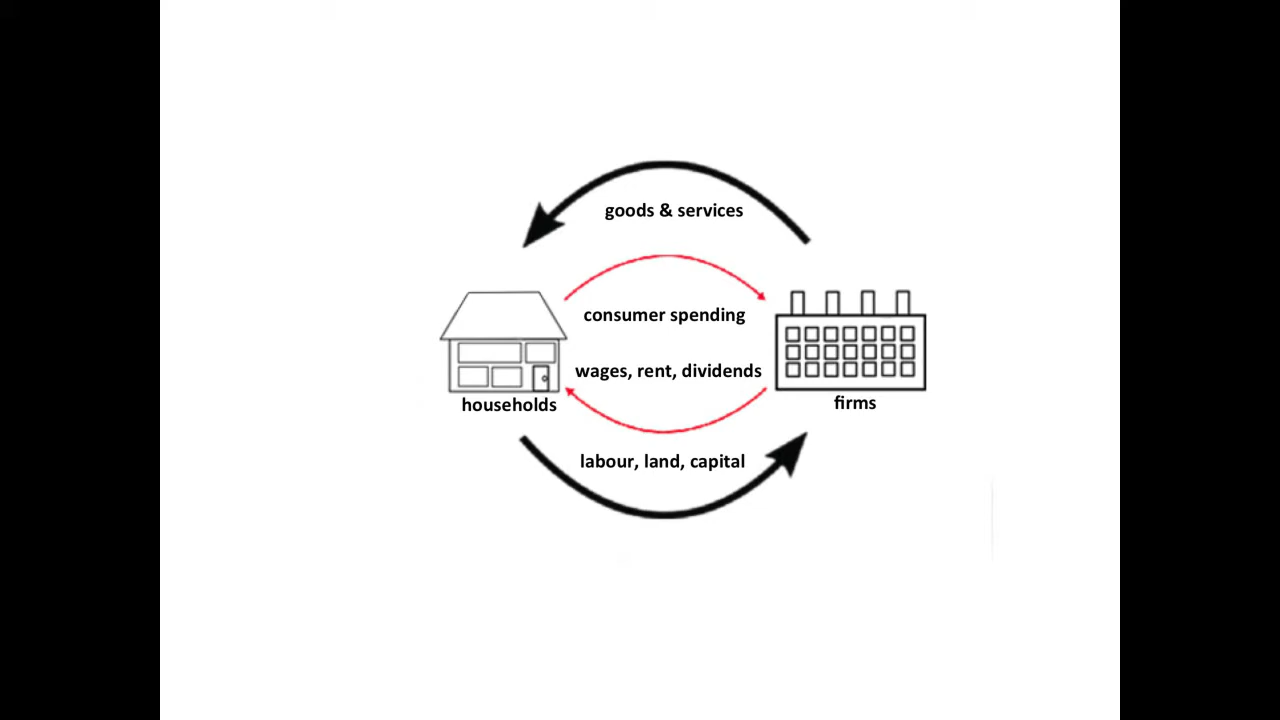 goods & services
consumer spending
wages, rent, dividends
households
firms
labour, land, capital